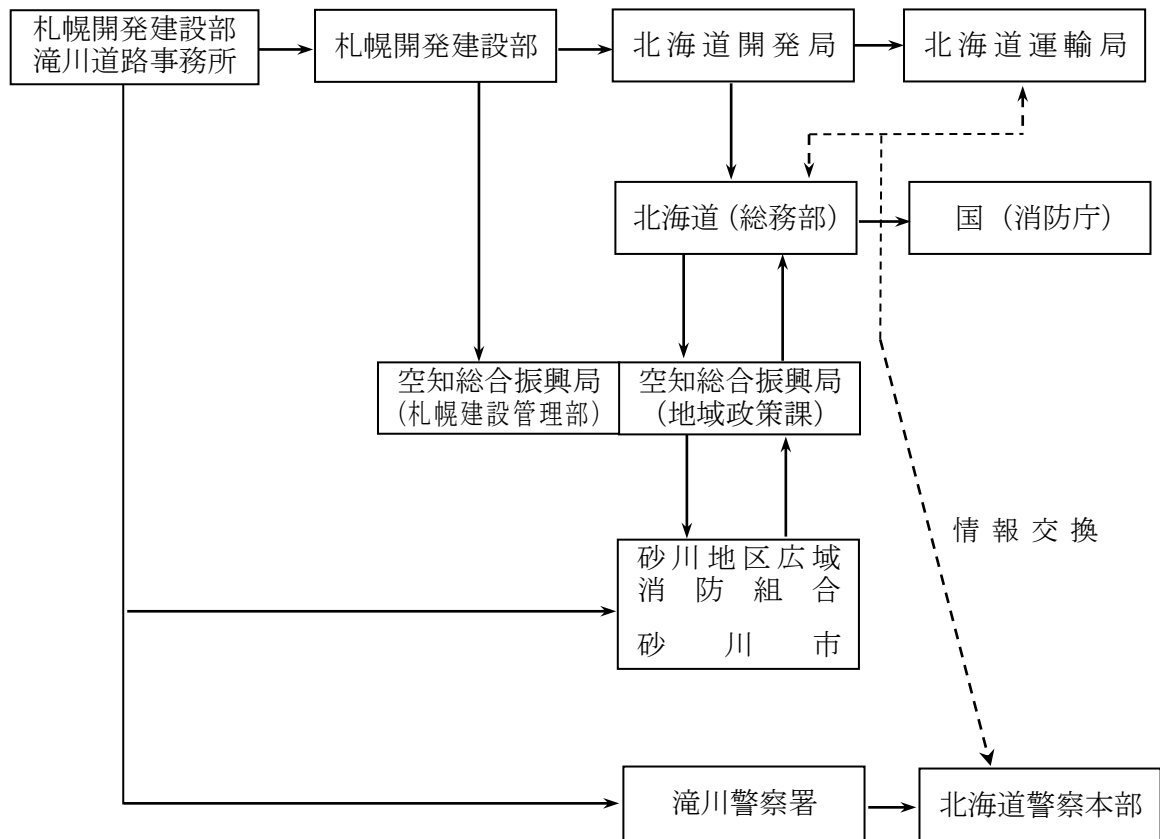 札幌開発建設部
滝川道路事務所
札幌開発建設部
北海道開発局
北海道運輸局
北海道（総務部）
国（消防庁）
空知総合振興局
（札幌建設管理部）
空知総合振興局
（地域政策課）
情報交換
砂川地区広域
消防組合
砂川市
滝川警察署
北海道警察本部